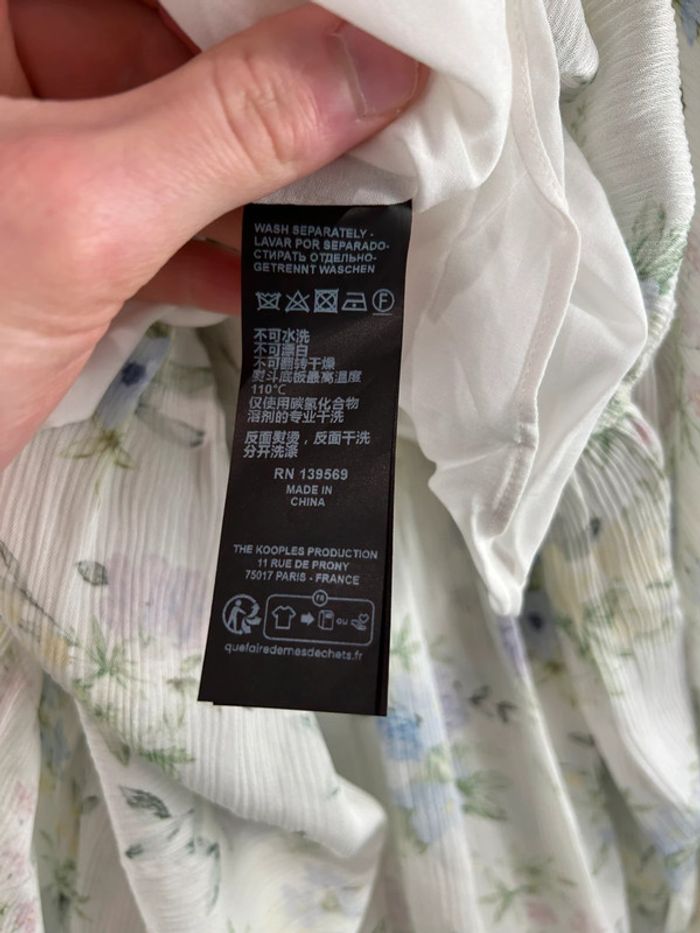 WASH SEPARATELY -
LAVAR POR SEPARADO-
СТИРАТЬ ОТДЕЛЬНО-
GETRENNT WASCHEN
F
不可水洗
不可漂白
不可翻转干燥
熨斗底板最高温度
110°C
仅使用碳氢化合物
溶剂的专业干洗
反面熨烫，反面干洗
分开洗涤
RN 139569
MADE IN
CHINA
THE KOOPLES PRODUCTION
11 RUE DE PRONY
75017 PARIS - FRANCE
FR
ou
quefairedemesdechets.fr